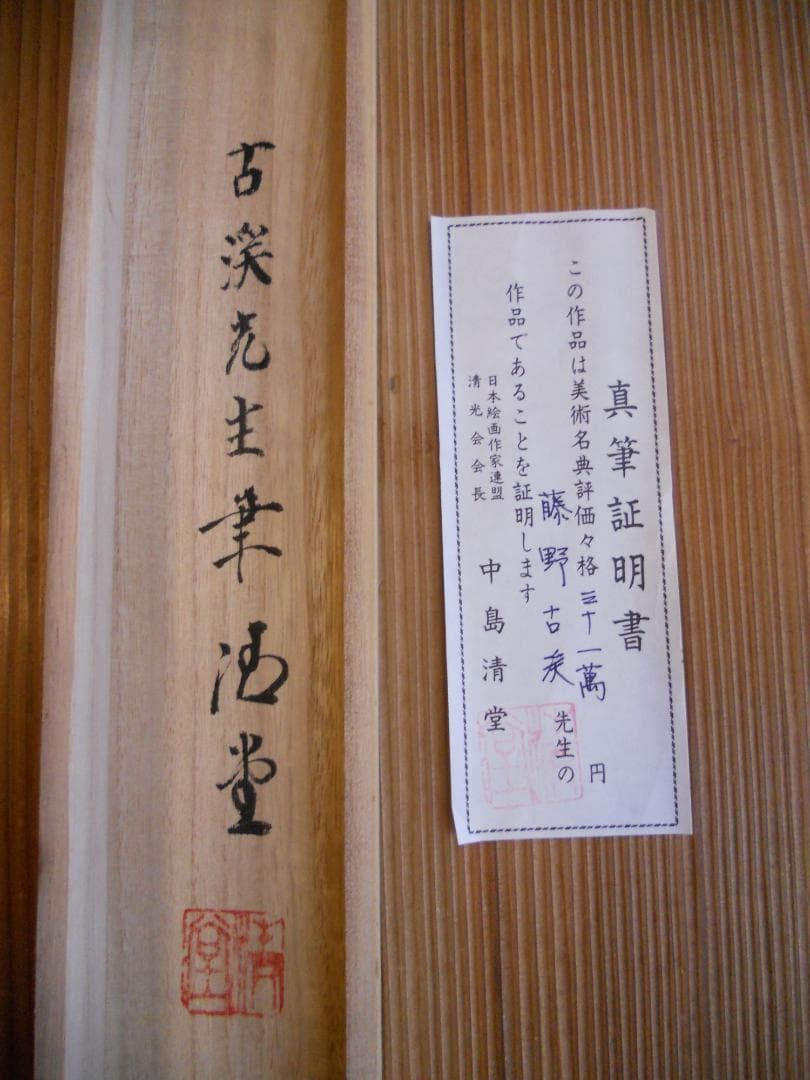 古渓先生筆 清堂
清堂
真筆証明書
この作品は美術名典評価々格三十一萬円
藤野古 先生の
作品であることを証明します
日本絵画作家連盟
清光会会長 中島清堂